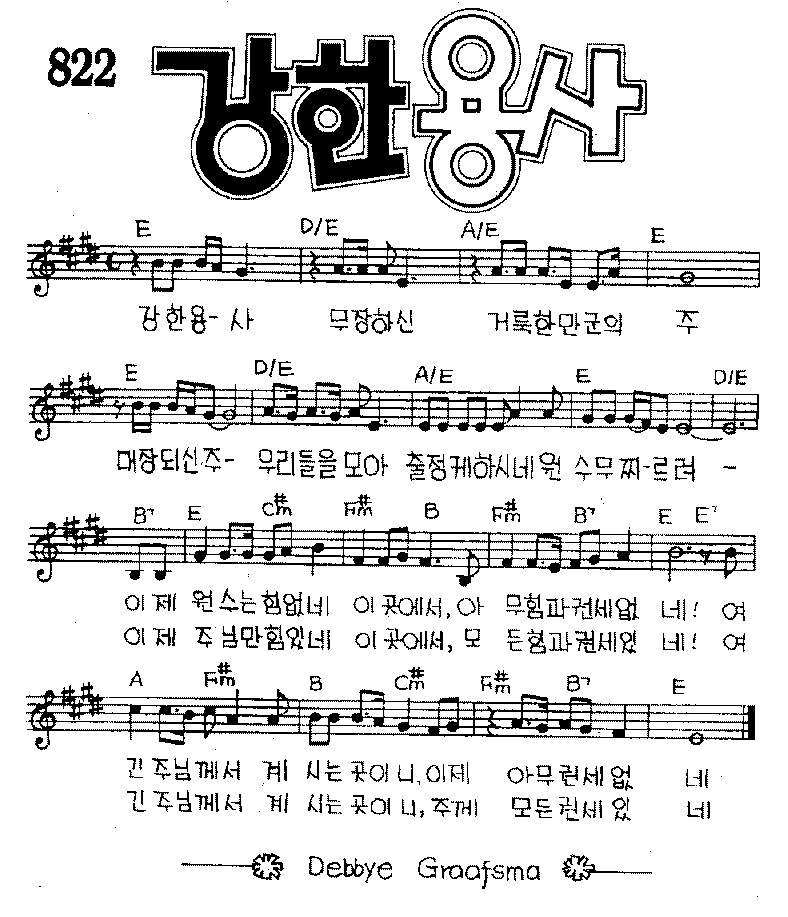 822
강한용사
E D/E A/E E
강한용-사 무장하신 거룩한만군의 주
E D/E A/E E D/E
매장되신주- 우리들을모아 출정케하시네원 수무찌-르려 -
B7 E C#m F#m B F#m B7 E E7
이제 원수는힘없네 이곳에서,아 무힘과권세없 네! 여
이제 주님만힘있네 이곳에서,모 든힘과권세있 네! 여
A F#m B C#m F#m B7 E
긴주님께서 계 시는곳이니,이제 아무권세없 네
긴주님께서 계 시는곳이니,주께 모든권세있 네
Debbye Graafsma